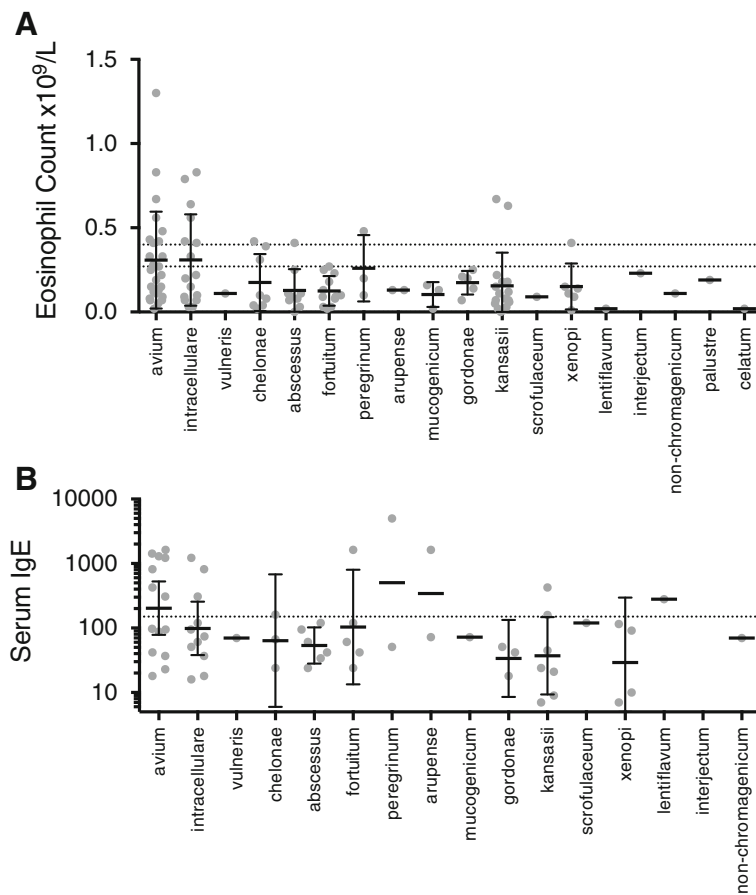 A
Eosinophil Count x10⁹/L
1.5
1.0
0.5
0.0
avium
intracellulare
vulneris
chelonae
abscessus
fortuitum
peregrinum
arupense
mucogenicum
gordonae
kansasii
scrofulaceum
xenopi
lentiflavum
interjectum
non-chromagenicum
palustre
celatum
B
Serum IgE
10000
1000
100
10
avium
intracellulare
vulneris
chelonae
abscessus
fortuitum
peregrinum
arupense
mucogenicum
gordonae
kansasii
scrofulaceum
xenopi
lentiflavum
interjectum
non-chromagenicum